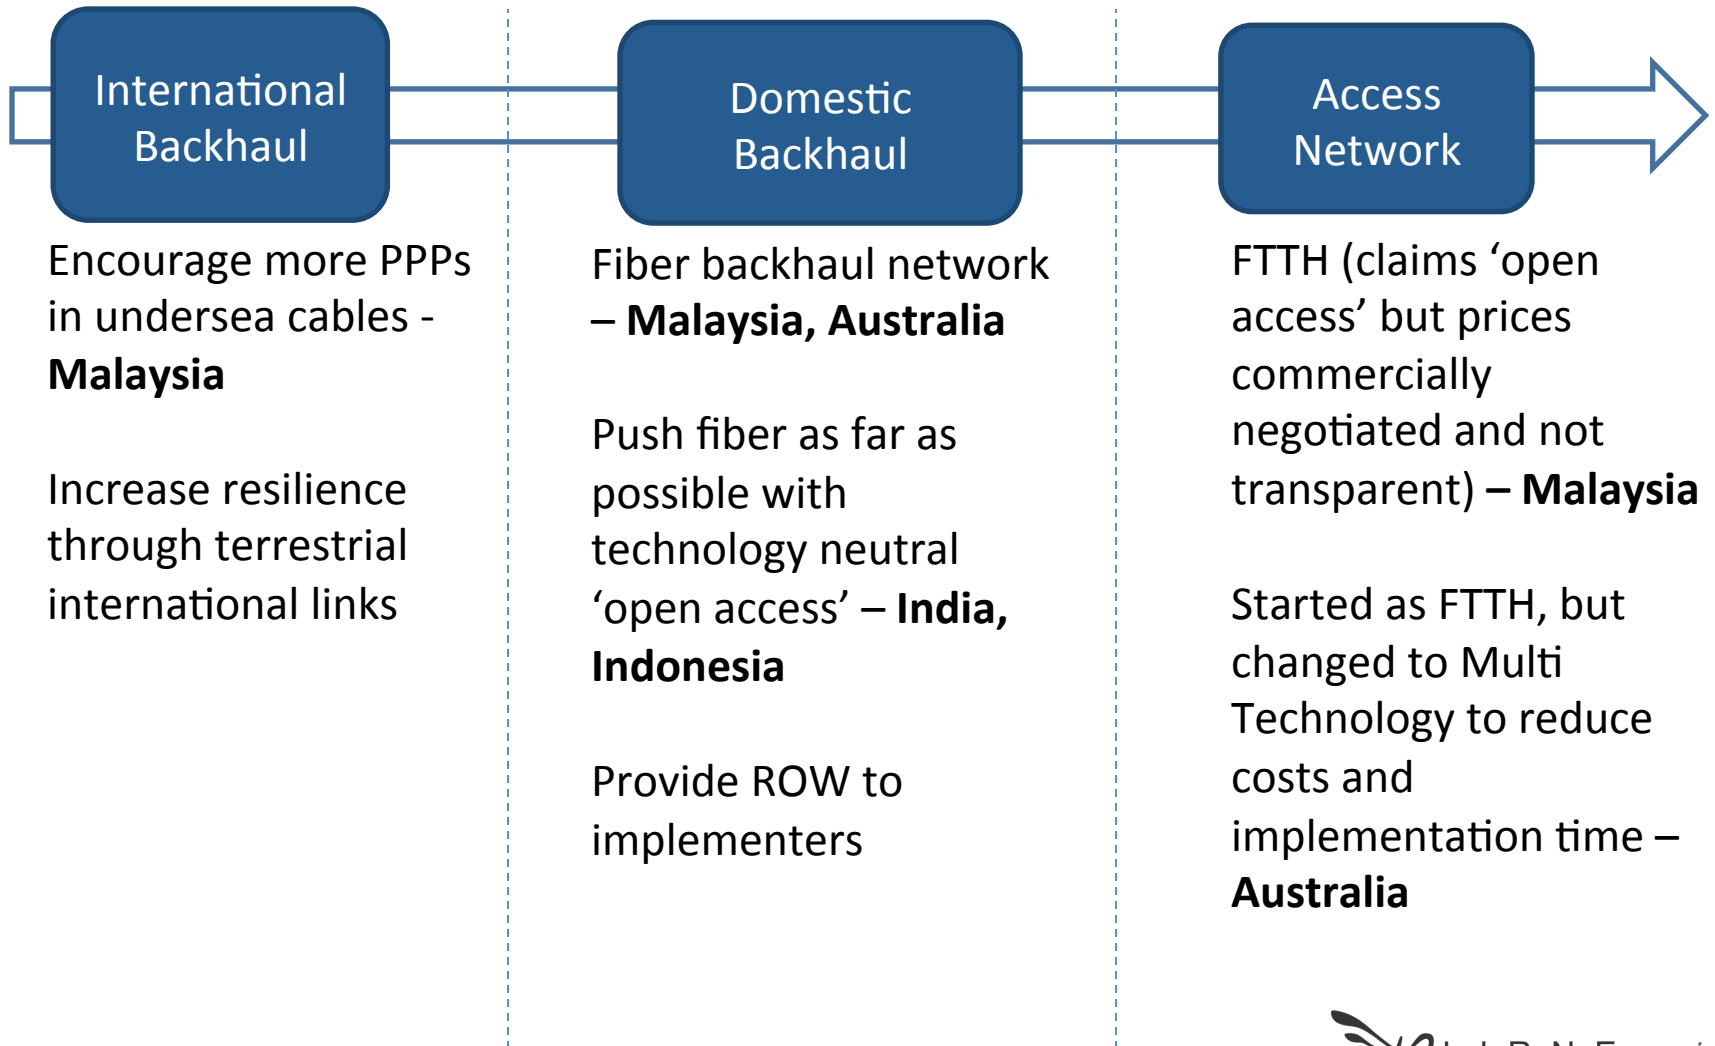 International
Backhaul
Encourage more PPPs
in undersea cables -
Malaysia
Increase resilience
through terrestrial
international links
Domestic
Backhaul
Fiber backhaul network
– Malaysia, Australia
Push fiber as far as
possible with
technology neutral
‘open access’ – India,
Indonesia
Provide ROW to
implementers
Access
Network
FTTH (claims ‘open
access’ but prices
commercially
negotiated and not
transparent) – Malaysia
Started as FTTH, but
changed to Multi
Technology to reduce
costs and
implementation time –
Australia